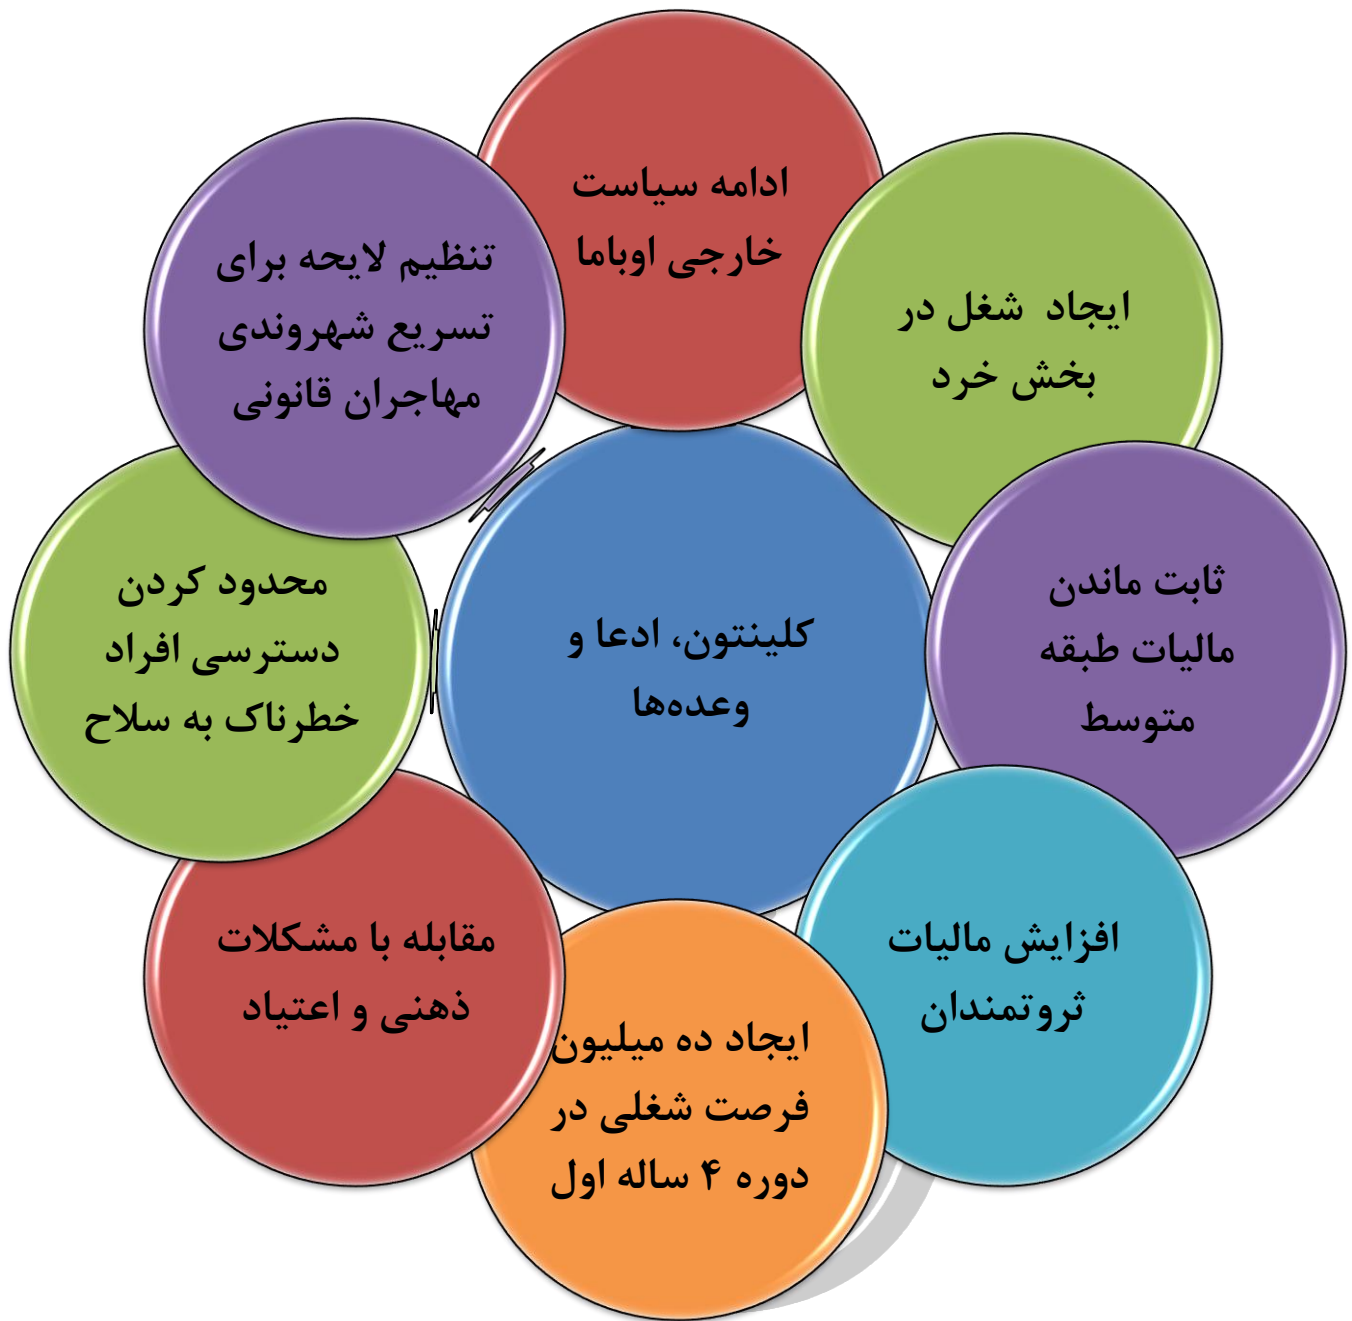 ادامه سیاست
خارجی اوباما
ایجاد شغل در
بخش خرد
ثابت ماندن
مالیات طبقه
متوسط
افزایش مالیات
ثروتمندان
ایجاد ده میلیون
فرصت شغلی در
دوره ۴ ساله اول
مقابله با مشکلات
ذهنی و اعتیاد
محدود کردن
دسترسی افراد
خطرناک به سلاح
تنظیم لایحه برای
تسریع شهروندی
مهاجران قانونی
کلینتون، ادعا و
وعده‌ها